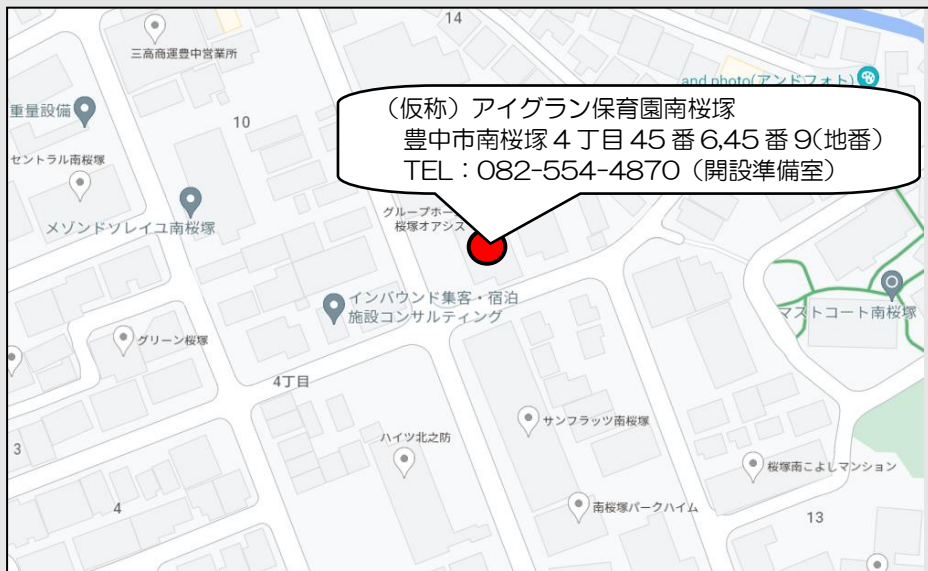 14
三高商運豊中営業所
and photo(アンドフォト)
重量設備
10
(仮称)アイグラン保育園南桜塚
豊中市南桜塚4丁目45番6,45番9(地番)
TEL:082-554-4870(開設準備室)
セントラル南桜塚
メゾンドソレイユ南桜塚
グループホーム
桜塚オアシス
インバウンド集客・宿泊
施設コンサルティング
マストコート南桜塚
グリーン桜塚
4丁目
サンフラッツ南桜塚
ハイツ北之防
3
桜塚南こよしマンション
4
南桜塚パークハイム
13